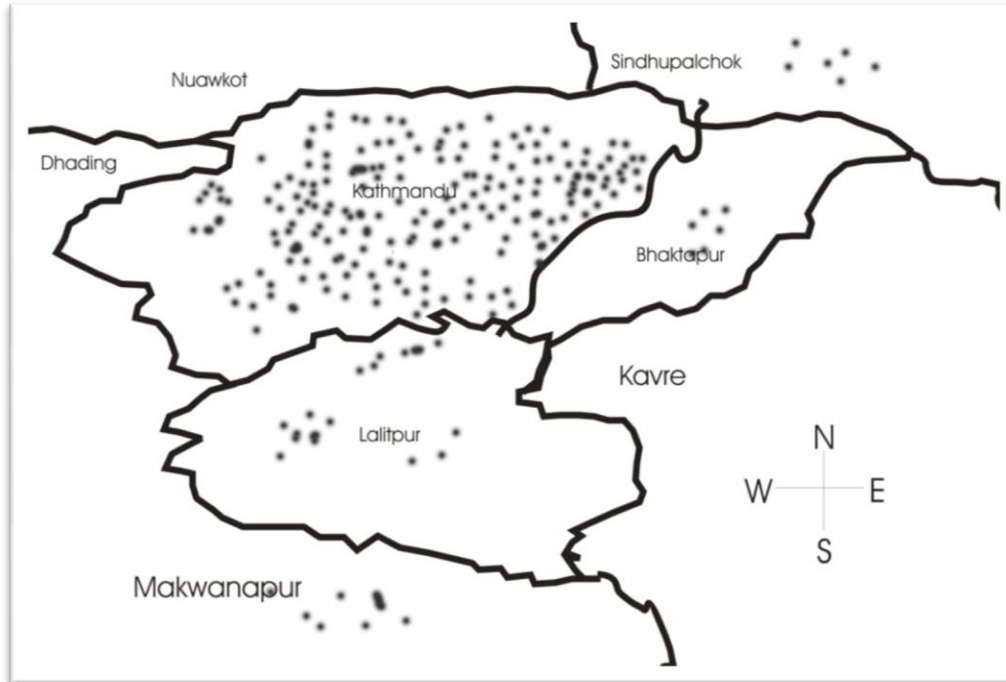 Sindhupalchok
Nuawkot
Dhading
Kathmandu
Bhaktapur
Kavre
Lalitpur
N
W E
S
Makwanapur